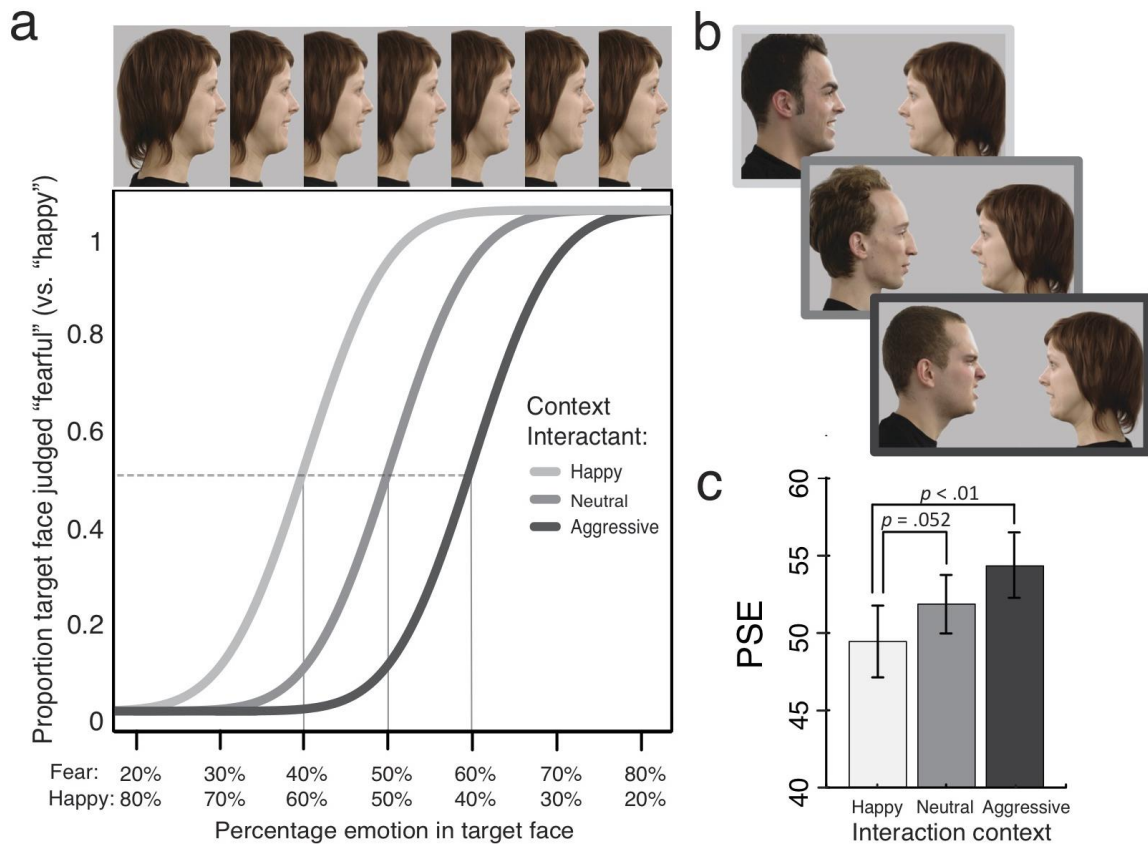 a
Proportion target face judged “fearful” (vs. “happy”)
1
0.8
0.6
0.4
0.2
0
Context
Interactant:
Happy
Neutral
Aggressive
Fear: 20% 30% 40% 50% 60% 70% 80%
Happy: 80% 70% 60% 50% 40% 30% 20%
Percentage emotion in target face
b
c
PSE
60
55
50
45
40
p < .01
p = .052
Happy Neutral Aggressive
Interaction context